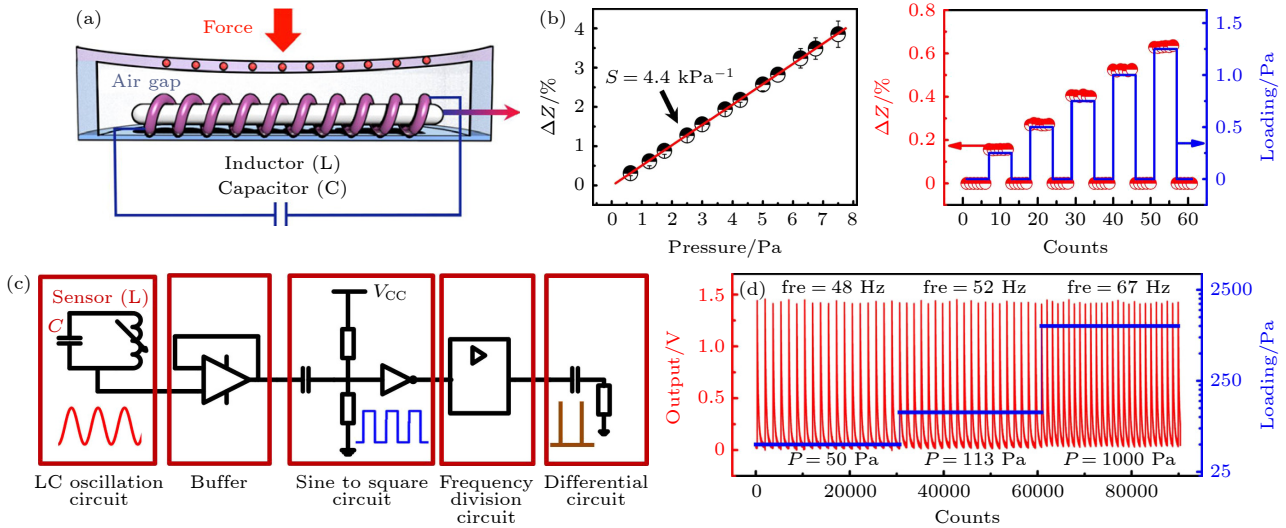 (a)
Force
Air gap
Inductor (L)
Capacitor (C)
(b)
4
3
2
1
0
ΔZ/%
S = 4.4 kPa⁻¹
0 1 2 3 4 5 6 7 8
Pressure/Pa
0.8
0.6
0.4
0.2
0
ΔZ/%
1.5
1.0
0.5
0
Loading/Pa
0 10 20 30 40 50 60
Counts
(c)
Sensor (L)
C
V_CC
LC oscillation
circuit
Buffer
Sine to square
circuit
Frequency
division
circuit
Differential
circuit
(d)
fre = 48 Hz fre = 52 Hz fre = 67 Hz
1.5
1.0
0.5
0
Output/V
2500
250
25
Loading/Pa
P = 50 Pa P = 113 Pa P = 1000 Pa
0 20000 40000 60000 80000
Counts